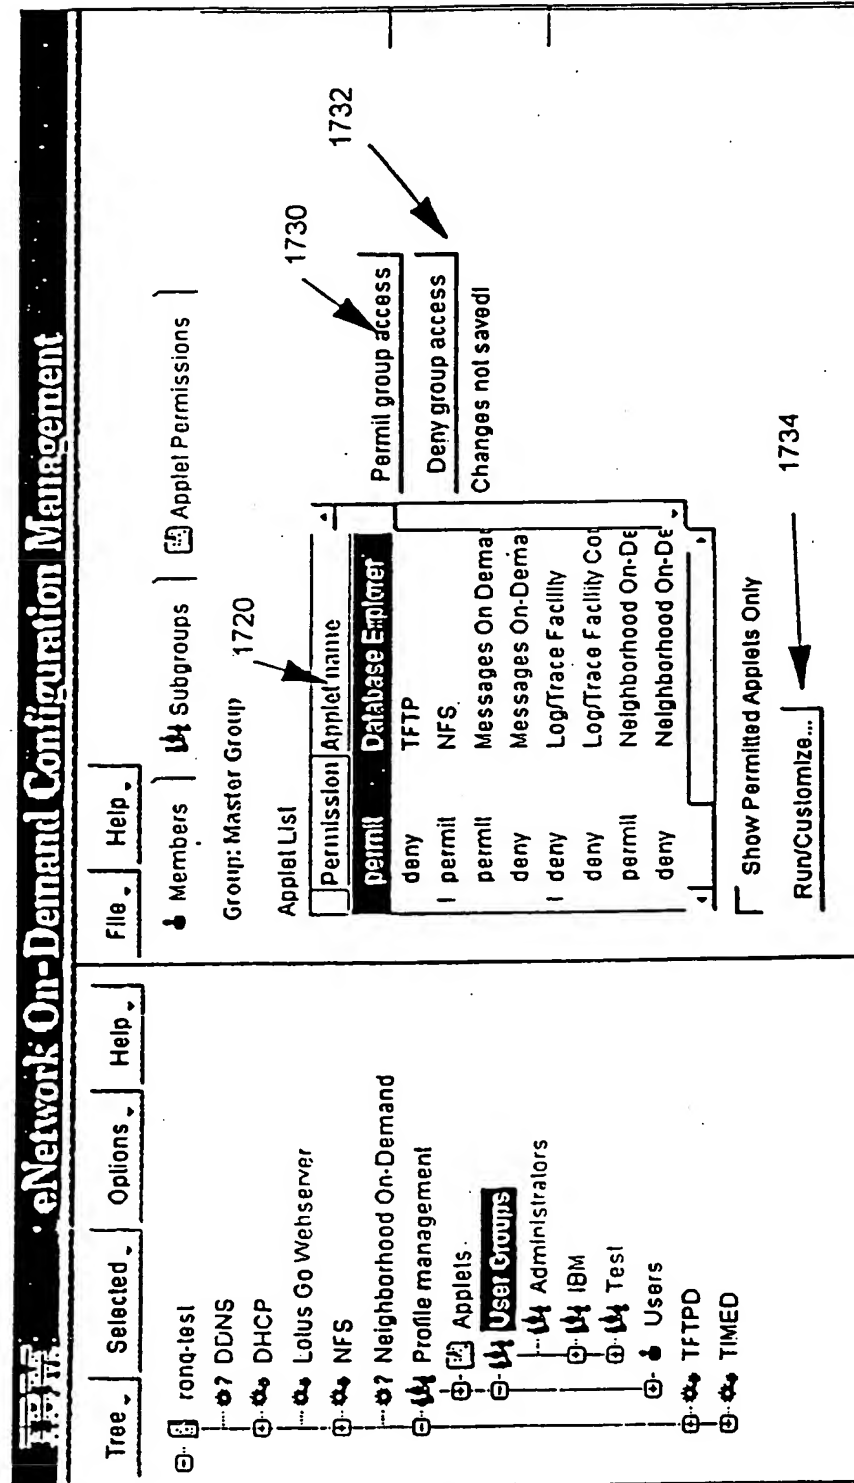 IBM eNetwork On-Demand Configuration Management
Tree Selected Options Help
ronq-test
? DDNS
DHCP
Lotus Go Webserver
NFS
? Neighborhood On-Demand
Profile management
Applets
User Groups
Administrators
IBM
Test
Users
TFTPD
TIMED
File Help
Members Subgroups Applet Permissions
Group: Master Group
1720
Applet List
Permission Applet name
permit Database Explorer
deny TFTP
permit NFS
permit Messages On Deman
deny Messages On-Dema
deny Log/Trace Facility
deny Log/Trace Facility Con
permit Neighborhood On-De
deny Neighborhood On-De
1730
Permit group access
1732
Deny group access
Changes not saved!
Show Permitted Applets Only
Run/Customize...
1734